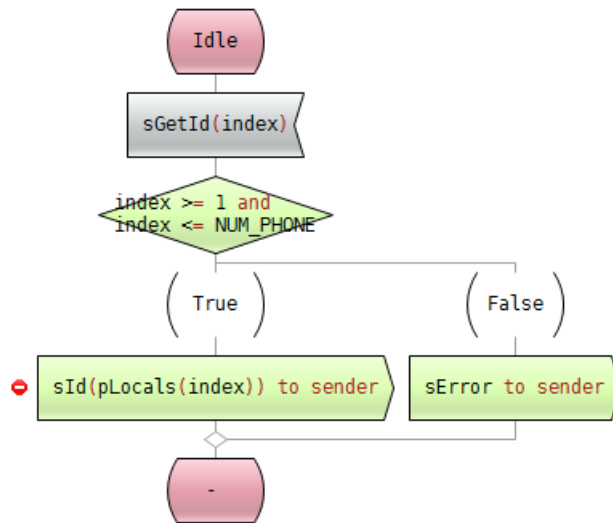 Idle
sGetId(index)
index >= 1 and
index <= NUM_PHONE
True
False
sId(pLocals(index)) to sender
sError to sender
-